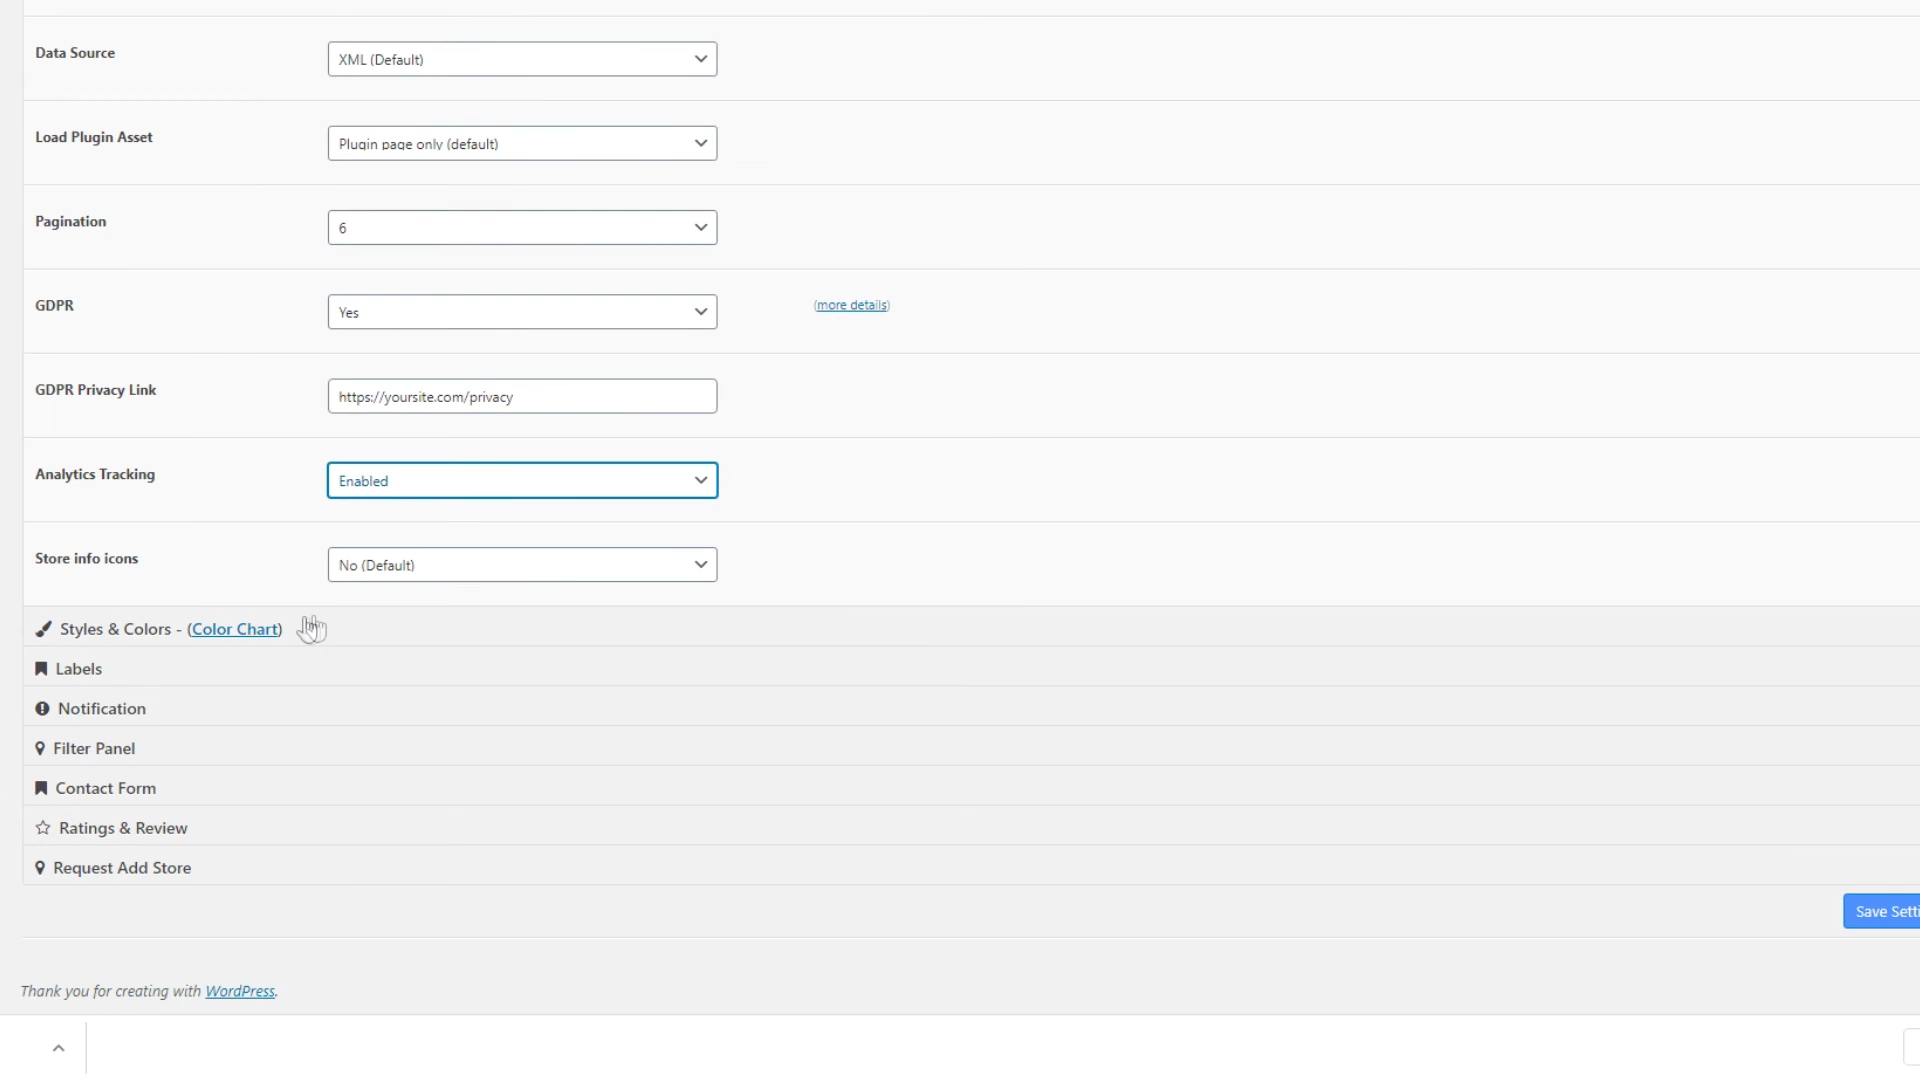 Data Source
XML (Default)
Load Plugin Asset
Plugin page only (default)
Pagination
6
GDPR
Yes
(more details)
GDPR Privacy Link
https://yoursite.com/privacy
Analytics Tracking
Enabled
Store info icons
No (Default)
Styles & Colors - (Color Chart)
Labels
Notification
Filter Panel
Contact Form
Ratings & Review
Request Add Store
Save Setti
Thank you for creating with WordPress.